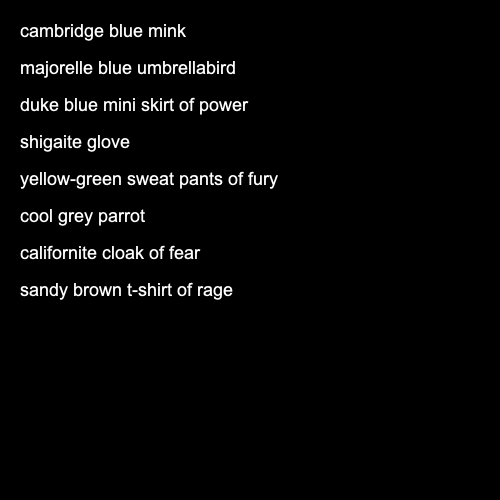 cambridge blue mink
majorelle blue umbrellabird
duke blue mini skirt of power
shigaite glove
yellow-green sweat pants of fury
cool grey parrot
californite cloak of fear
sandy brown t-shirt of rage